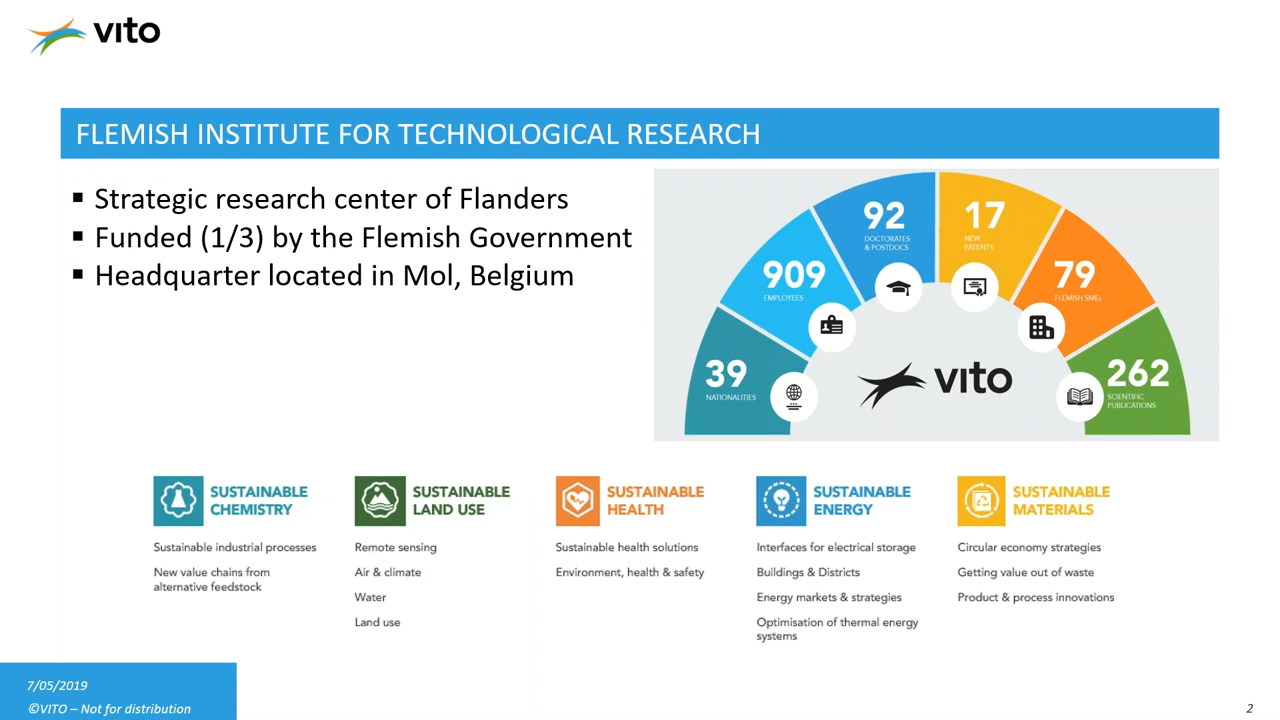 vito
FLEMISH INSTITUTE FOR TECHNOLOGICAL RESEARCH
▪ Strategic research center of Flanders
▪ Funded (1/3) by the Flemish Government
▪ Headquarter located in Mol, Belgium
39
NATIONALITIES
909
EMPLOYEES
92
DOCTORATES
& POSTDOCS
17
NEW
PATENTS
79
FLEMISH SMEs
262
SCIENTIFIC
PUBLICATIONS
vito
SUSTAINABLE
CHEMISTRY
Sustainable industrial processes
New value chains from
alternative feedstock
SUSTAINABLE
LAND USE
Remote sensing
Air & climate
Water
Land use
SUSTAINABLE
HEALTH
Sustainable health solutions
Environment, health & safety
SUSTAINABLE
ENERGY
Interfaces for electrical storage
Buildings & Districts
Energy markets & strategies
Optimisation of thermal energy
systems
SUSTAINABLE
MATERIALS
Circular economy strategies
Getting value out of waste
Product & process innovations
7/05/2019
©VITO – Not for distribution
2